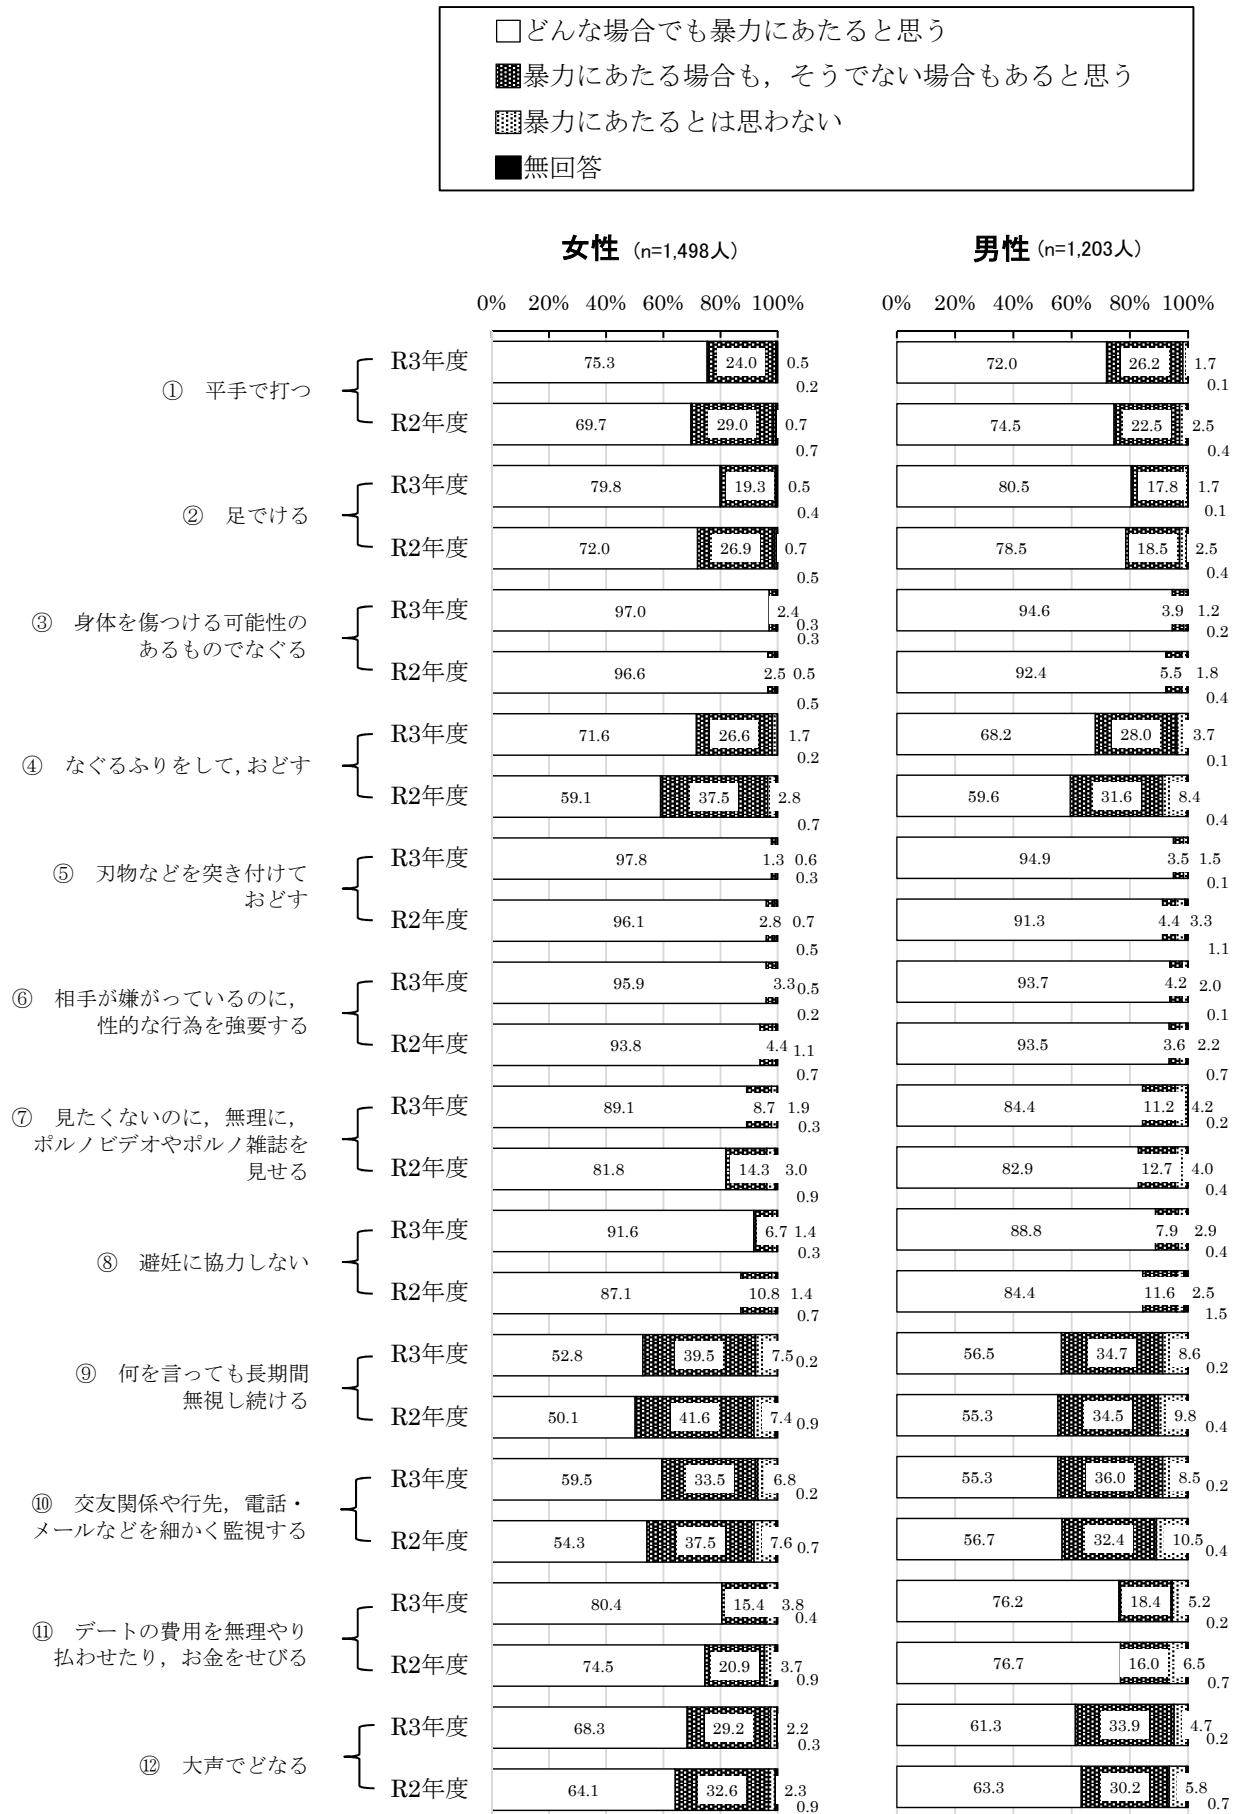 どんな場合でも暴力にあたると思う
暴力にあたる場合も，そうでない場合もあると思う
暴力にあたるとは思わない
無回答
女性 (n=1,498人)
男性 (n=1,203人)
0% 20% 40% 60% 80% 100%
0% 20% 40% 60% 80% 100%
① 平手で打つ
R3年度 75.3 24.0 0.5 0.2 72.0 26.2 1.7 0.1
R2年度 69.7 29.0 0.7 0.7 74.5 22.5 2.5 0.4
② 足でける
R3年度 79.8 19.3 0.5 0.4 80.5 17.8 1.7 0.1
R2年度 72.0 26.9 0.7 0.5 78.5 18.5 2.5 0.4
③ 身体を傷つける可能性の
あるものでなぐる
R3年度 97.0 2.4 0.3 0.3 94.6 3.9 1.2 0.2
R2年度 96.6 2.5 0.5 0.5 92.4 5.5 1.8 0.4
④ なぐるふりをして，おどす
R3年度 71.6 26.6 1.7 0.2 68.2 28.0 3.7 0.1
R2年度 59.1 37.5 2.8 0.7 59.6 31.6 8.4 0.4
⑤ 刃物などを突き付けて
おどす
R3年度 97.8 1.3 0.6 0.3 94.9 3.5 1.5 0.1
R2年度 96.1 2.8 0.7 0.5 91.3 4.4 3.3 1.1
⑥ 相手が嫌がっているのに，
性的な行為を強要する
R3年度 95.9 3.3 0.5 0.2 93.7 4.2 2.0 0.1
R2年度 93.8 4.4 1.1 0.7 93.5 3.6 2.2 0.7
⑦ 見たくないのに，無理に，
ポルノビデオやポルノ雑誌を
見せる
R3年度 89.1 8.7 1.9 0.3 84.4 11.2 4.2 0.2
R2年度 81.8 14.3 3.0 0.9 82.9 12.7 4.0 0.4
⑧ 避妊に協力しない
R3年度 91.6 6.7 1.4 0.3 88.8 7.9 2.9 0.4
R2年度 87.1 10.8 1.4 0.7 84.4 11.6 2.5 1.5
⑨ 何を言っても長期間
無視し続ける
R3年度 52.8 39.5 7.5 0.2 56.5 34.7 8.6 0.2
R2年度 50.1 41.6 7.4 0.9 55.3 34.5 9.8 0.4
⑩ 交友関係や行先，電話・
メールなどを細かく監視する
R3年度 59.5 33.5 6.8 0.2 55.3 36.0 8.5 0.2
R2年度 54.3 37.5 7.6 0.7 56.7 32.4 10.5 0.4
⑪ デートの費用を無理やり
払わせたり，お金をせびる
R3年度 80.4 15.4 3.8 0.4 76.2 18.4 5.2 0.2
R2年度 74.5 20.9 3.7 0.9 76.7 16.0 6.5 0.7
⑫ 大声でどなる
R3年度 68.3 29.2 2.2 0.3 61.3 33.9 4.7 0.2
R2年度 64.1 32.6 2.3 0.9 63.3 30.2 5.8 0.7